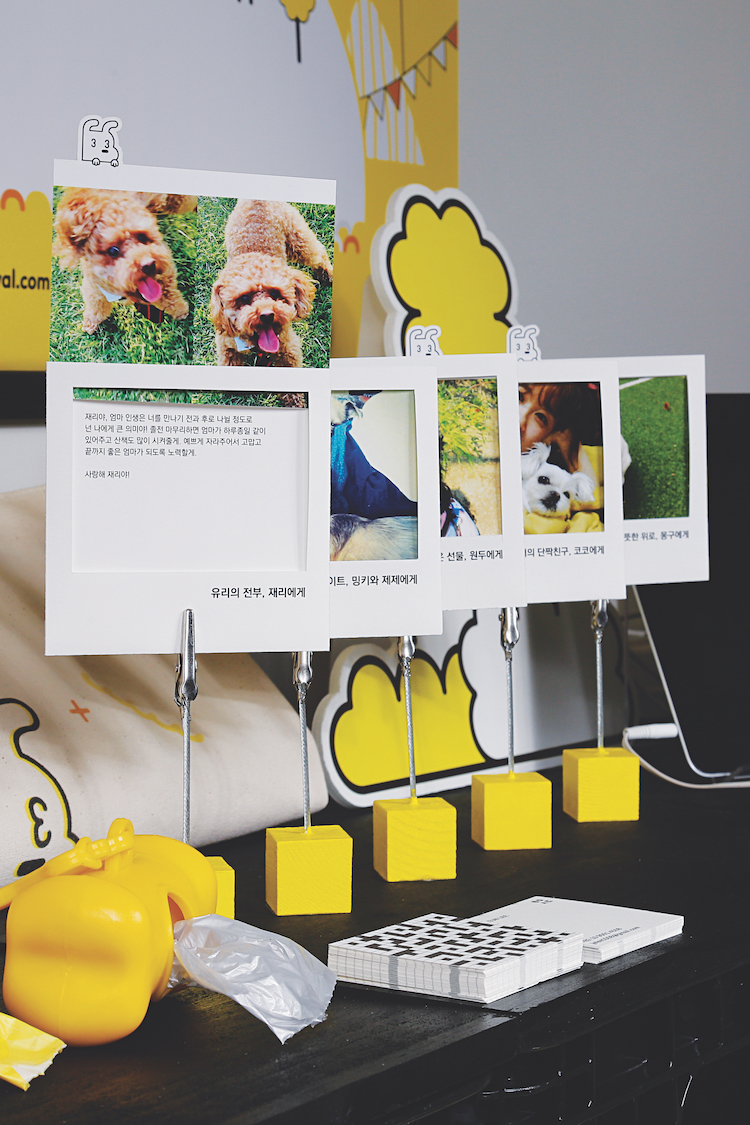 val.com
재리야, 엄마 인생은 너를 만나기 전과 후로 나뉠 정도로
넌 나에게 큰 의미야! 졸전 마무리하면 엄마가 하루종일 같이
있어주고 산책도 많이 시켜줄게. 예쁘게 자라주어서 고맙고
끝까지 좋은 엄마가 되도록 노력할게.
사랑해 재리야!
유리의 전부, 재리에게
이트, 밍키와 제제에게
은 선물, 원두에게
의 단짝친구, 코코에게
뜻한 위로, 몽구에게